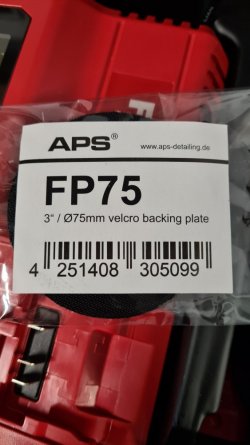 APS® www.aps-detailing.de
FP75
3“ / Ø75mm velcro backing plate
4 251408 305099